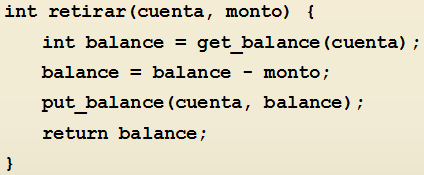 int retirar(cuenta, monto) {
int balance = get_balance(cuenta);
balance = balance - monto;
put_balance(cuenta, balance);
return balance;
}